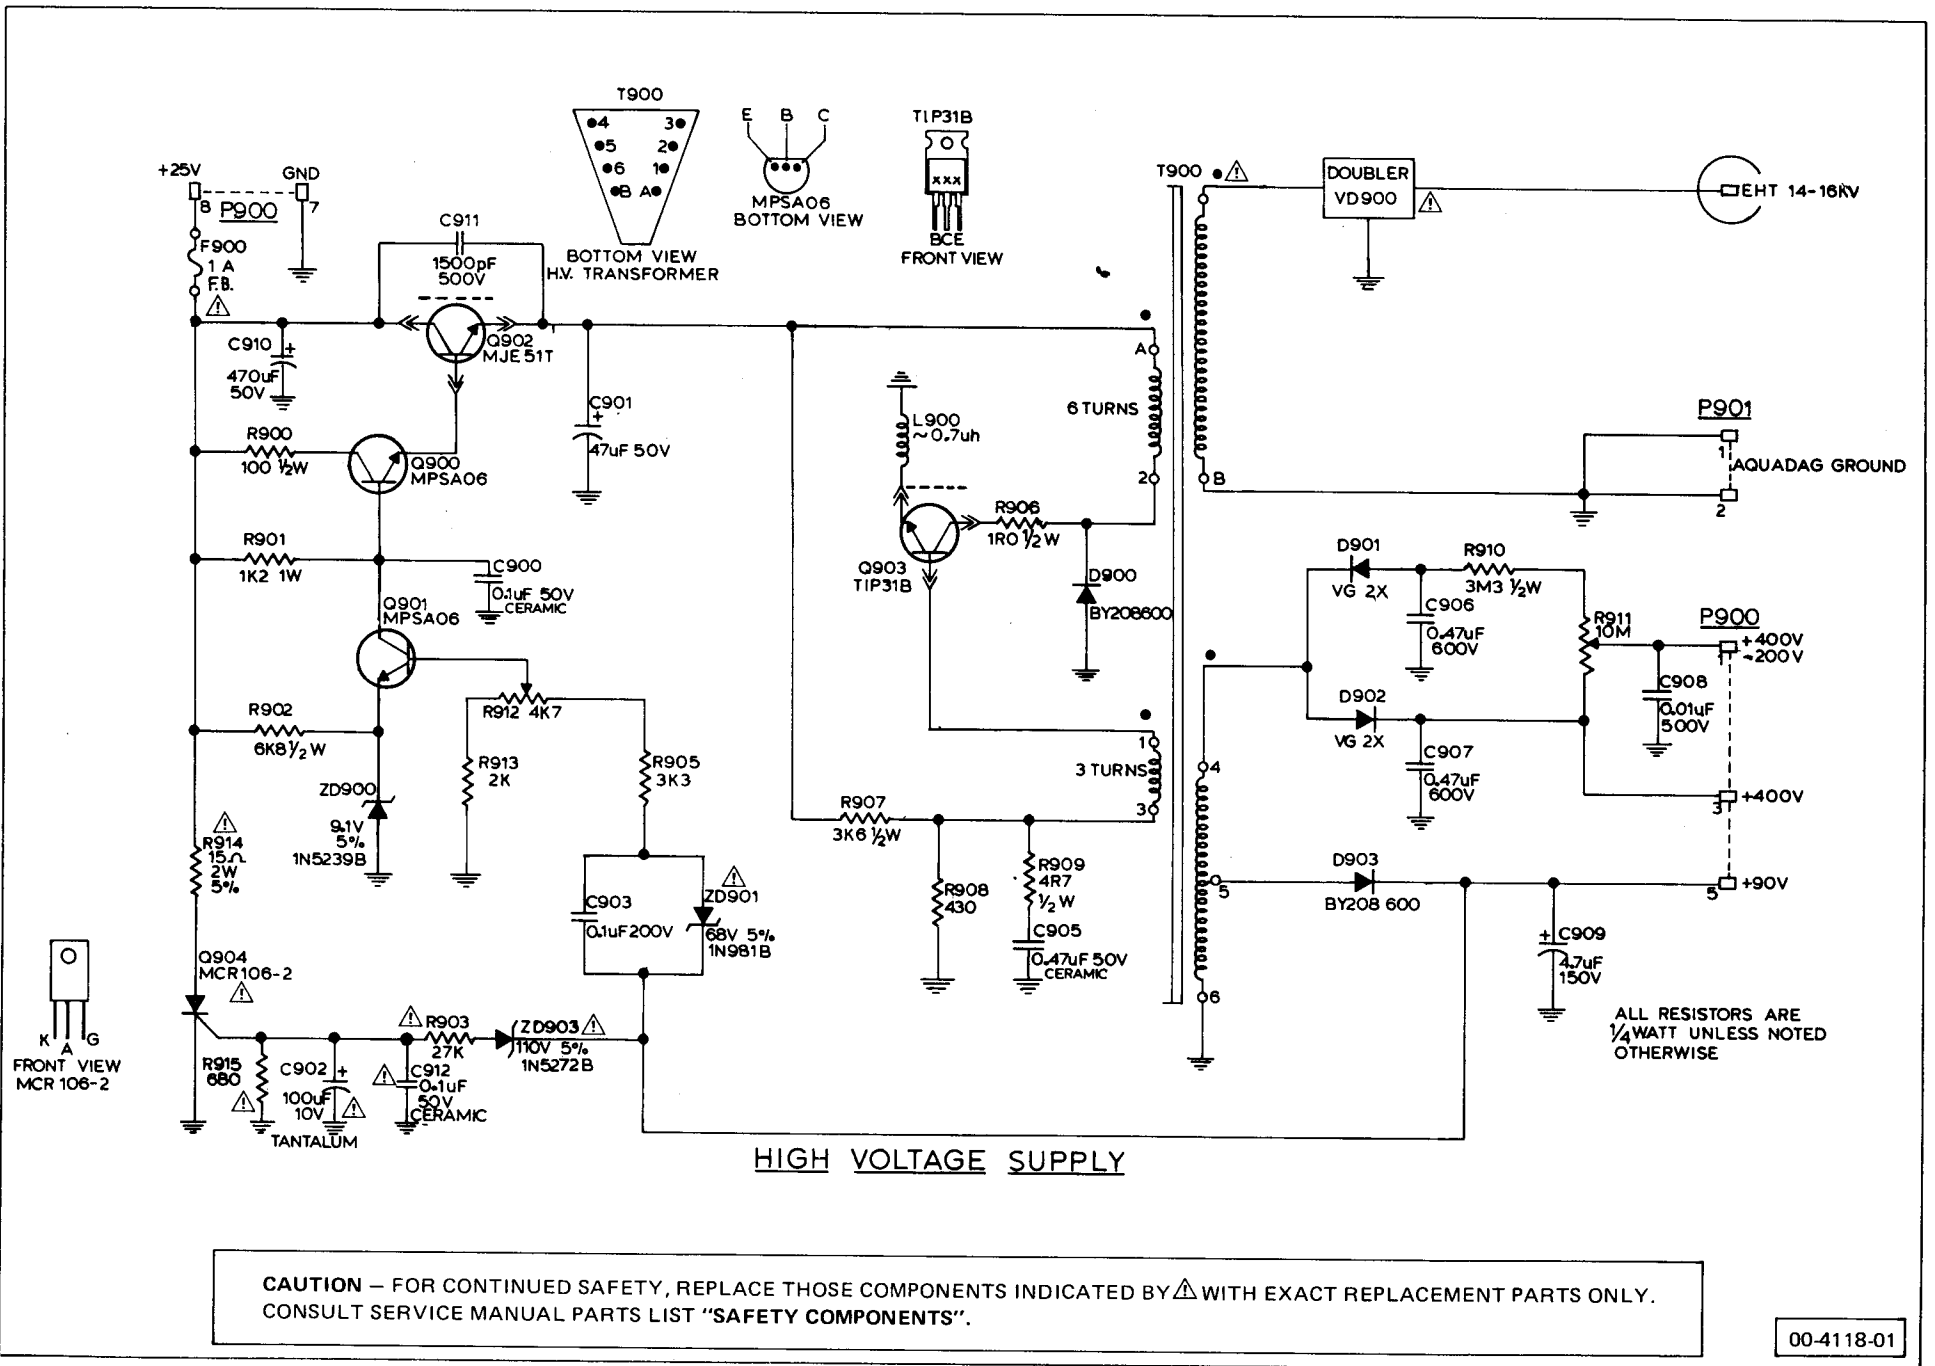 T900
4 3
5 2
6 1
B A
BOTTOM VIEW
H.V. TRANSFORMER
E B C
MPSA06
BOTTOM VIEW
TIP31B
XXX
BCE
FRONT VIEW
+25V
GND
8
P900
7
F900
1 A
F.B.
C911
1500pF
500V
Q902
MJE 51T
C910
+
470uF
50V
R900
100 ½W
Q900
MPSA06
C901
+
47uF 50V
R901
1K2 1W
C900
0.1uF 50V
CERAMIC
Q901
MPSA06
R902
6K8 ½ W
R912 4K7
R913
2K
R905
3K3
ZD900
9.1V
5%
1N5239B
R914
15Ω
2W
5%
C903
0.1uF 200V
ZD901
68V 5%
1N981B
Q904
MCR106-2
K A G
FRONT VIEW
MCR 106-2
R915
680
C902
+
100uF
10V
TANTALUM
R903
27K
C912
0.1uF
50V
CERAMIC
ZD903
110V 5%
1N5272B
L900
~0.7uh
Q903
TIP31B
R906
1R0 ½ W
D900
BY208600
6 TURNS
A
2
3 TURNS
1
3
R907
3K6 ½W
R908
430
R909
4R7
½ W
C905
0.47uF 50V
CERAMIC
T900
B
4
5
6
DOUBLER
VD900
EHT 14-16KV
P901
1
AQUADAG GROUND
2
D901
VG 2X
R910
3M3 ½W
C906
0.47uF
600V
R911
10M
P900
1
+400V
-200V
C908
0.01uF
500V
D902
VG 2X
C907
0.47uF
600V
3
+400V
D903
BY208 600
5
+90V
+
C909
4.7uF
150V
ALL RESISTORS ARE
¼ WATT UNLESS NOTED
OTHERWISE
HIGH VOLTAGE SUPPLY
CAUTION – FOR CONTINUED SAFETY, REPLACE THOSE COMPONENTS INDICATED BY ⚠ WITH EXACT REPLACEMENT PARTS ONLY.
CONSULT SERVICE MANUAL PARTS LIST "SAFETY COMPONENTS".
00-4118-01